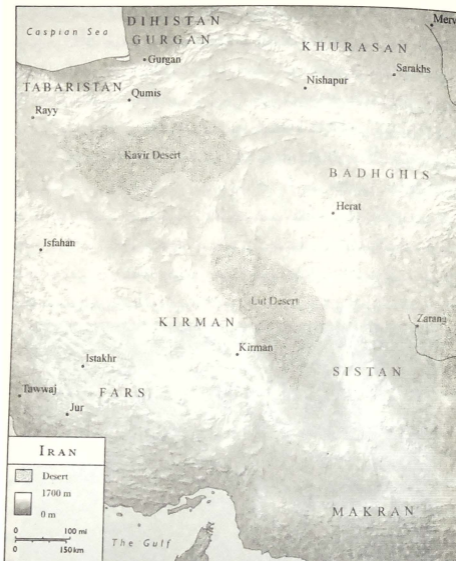 Caspian Sea
DIHISTAN
GURGAN
Gurgan
Merv
KHURASAN
Sarakhs
Nishapur
TABARISTAN
Qumis
Rayy
Kavir Desert
BADHGHIS
Herat
Isfahan
Lut Desert
KIRMAN
Zarang
Kirman
Istakhr
SISTAN
Tawwaj
FARS
Jur
IRAN
Desert
1700 m
0 m
0 100 mi
0 150 km
The Gulf
MAKRAN